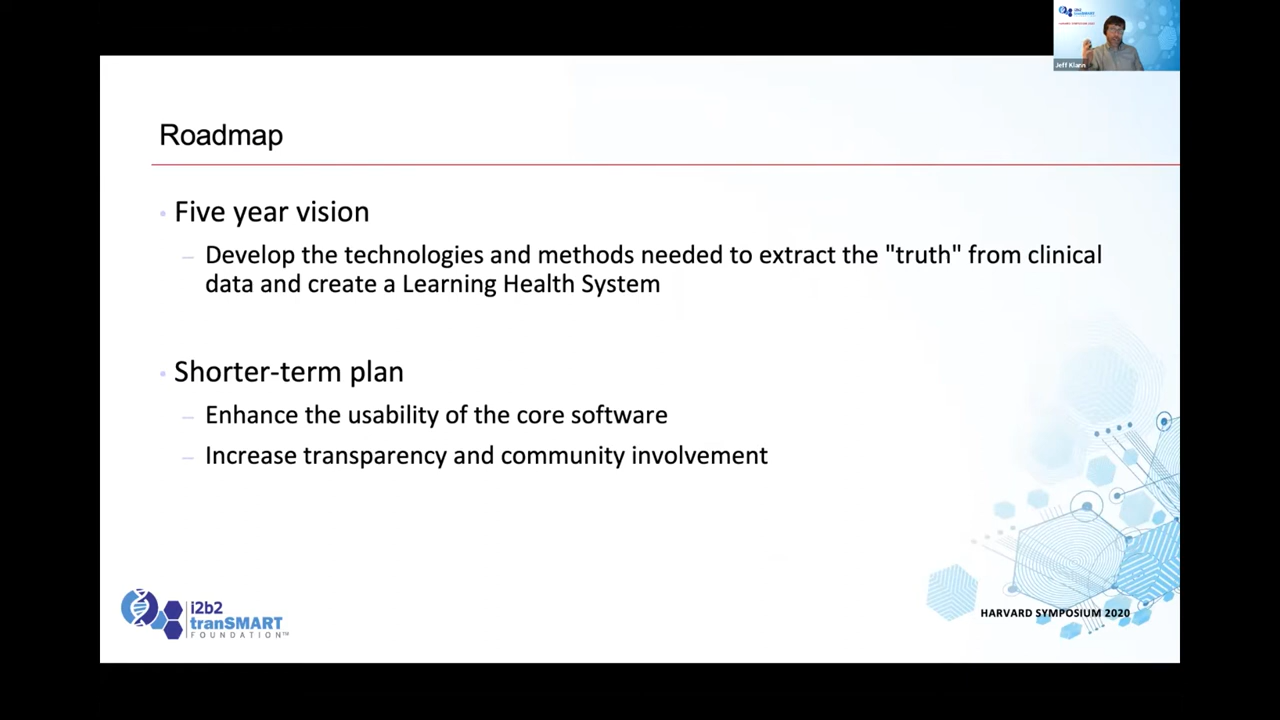 Jeff Klann
Roadmap
Five year vision
Develop the technologies and methods needed to extract the "truth" from clinical
data and create a Learning Health System
Shorter-term plan
Enhance the usability of the core software
Increase transparency and community involvement
i2b2
tranSMART
FOUNDATION™
HARVARD SYMPOSIUM 2020